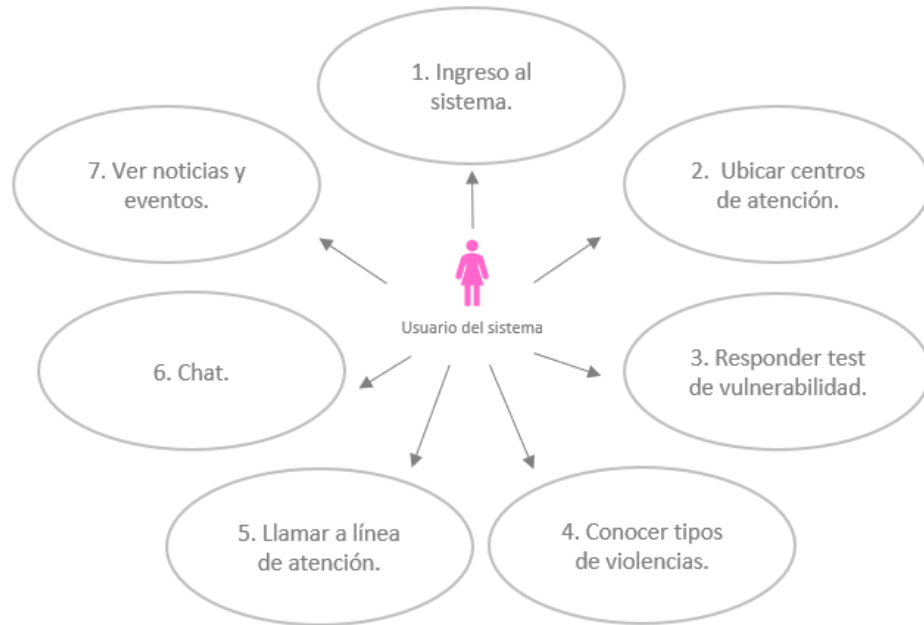 1. Ingreso al
sistema.
2. Ubicar centros
de atención.
3. Responder test
de vulnerabilidad.
4. Conocer tipos
de violencias.
5. Llamar a línea
de atención.
6. Chat.
7. Ver noticias y
eventos.
Usuario del sistema